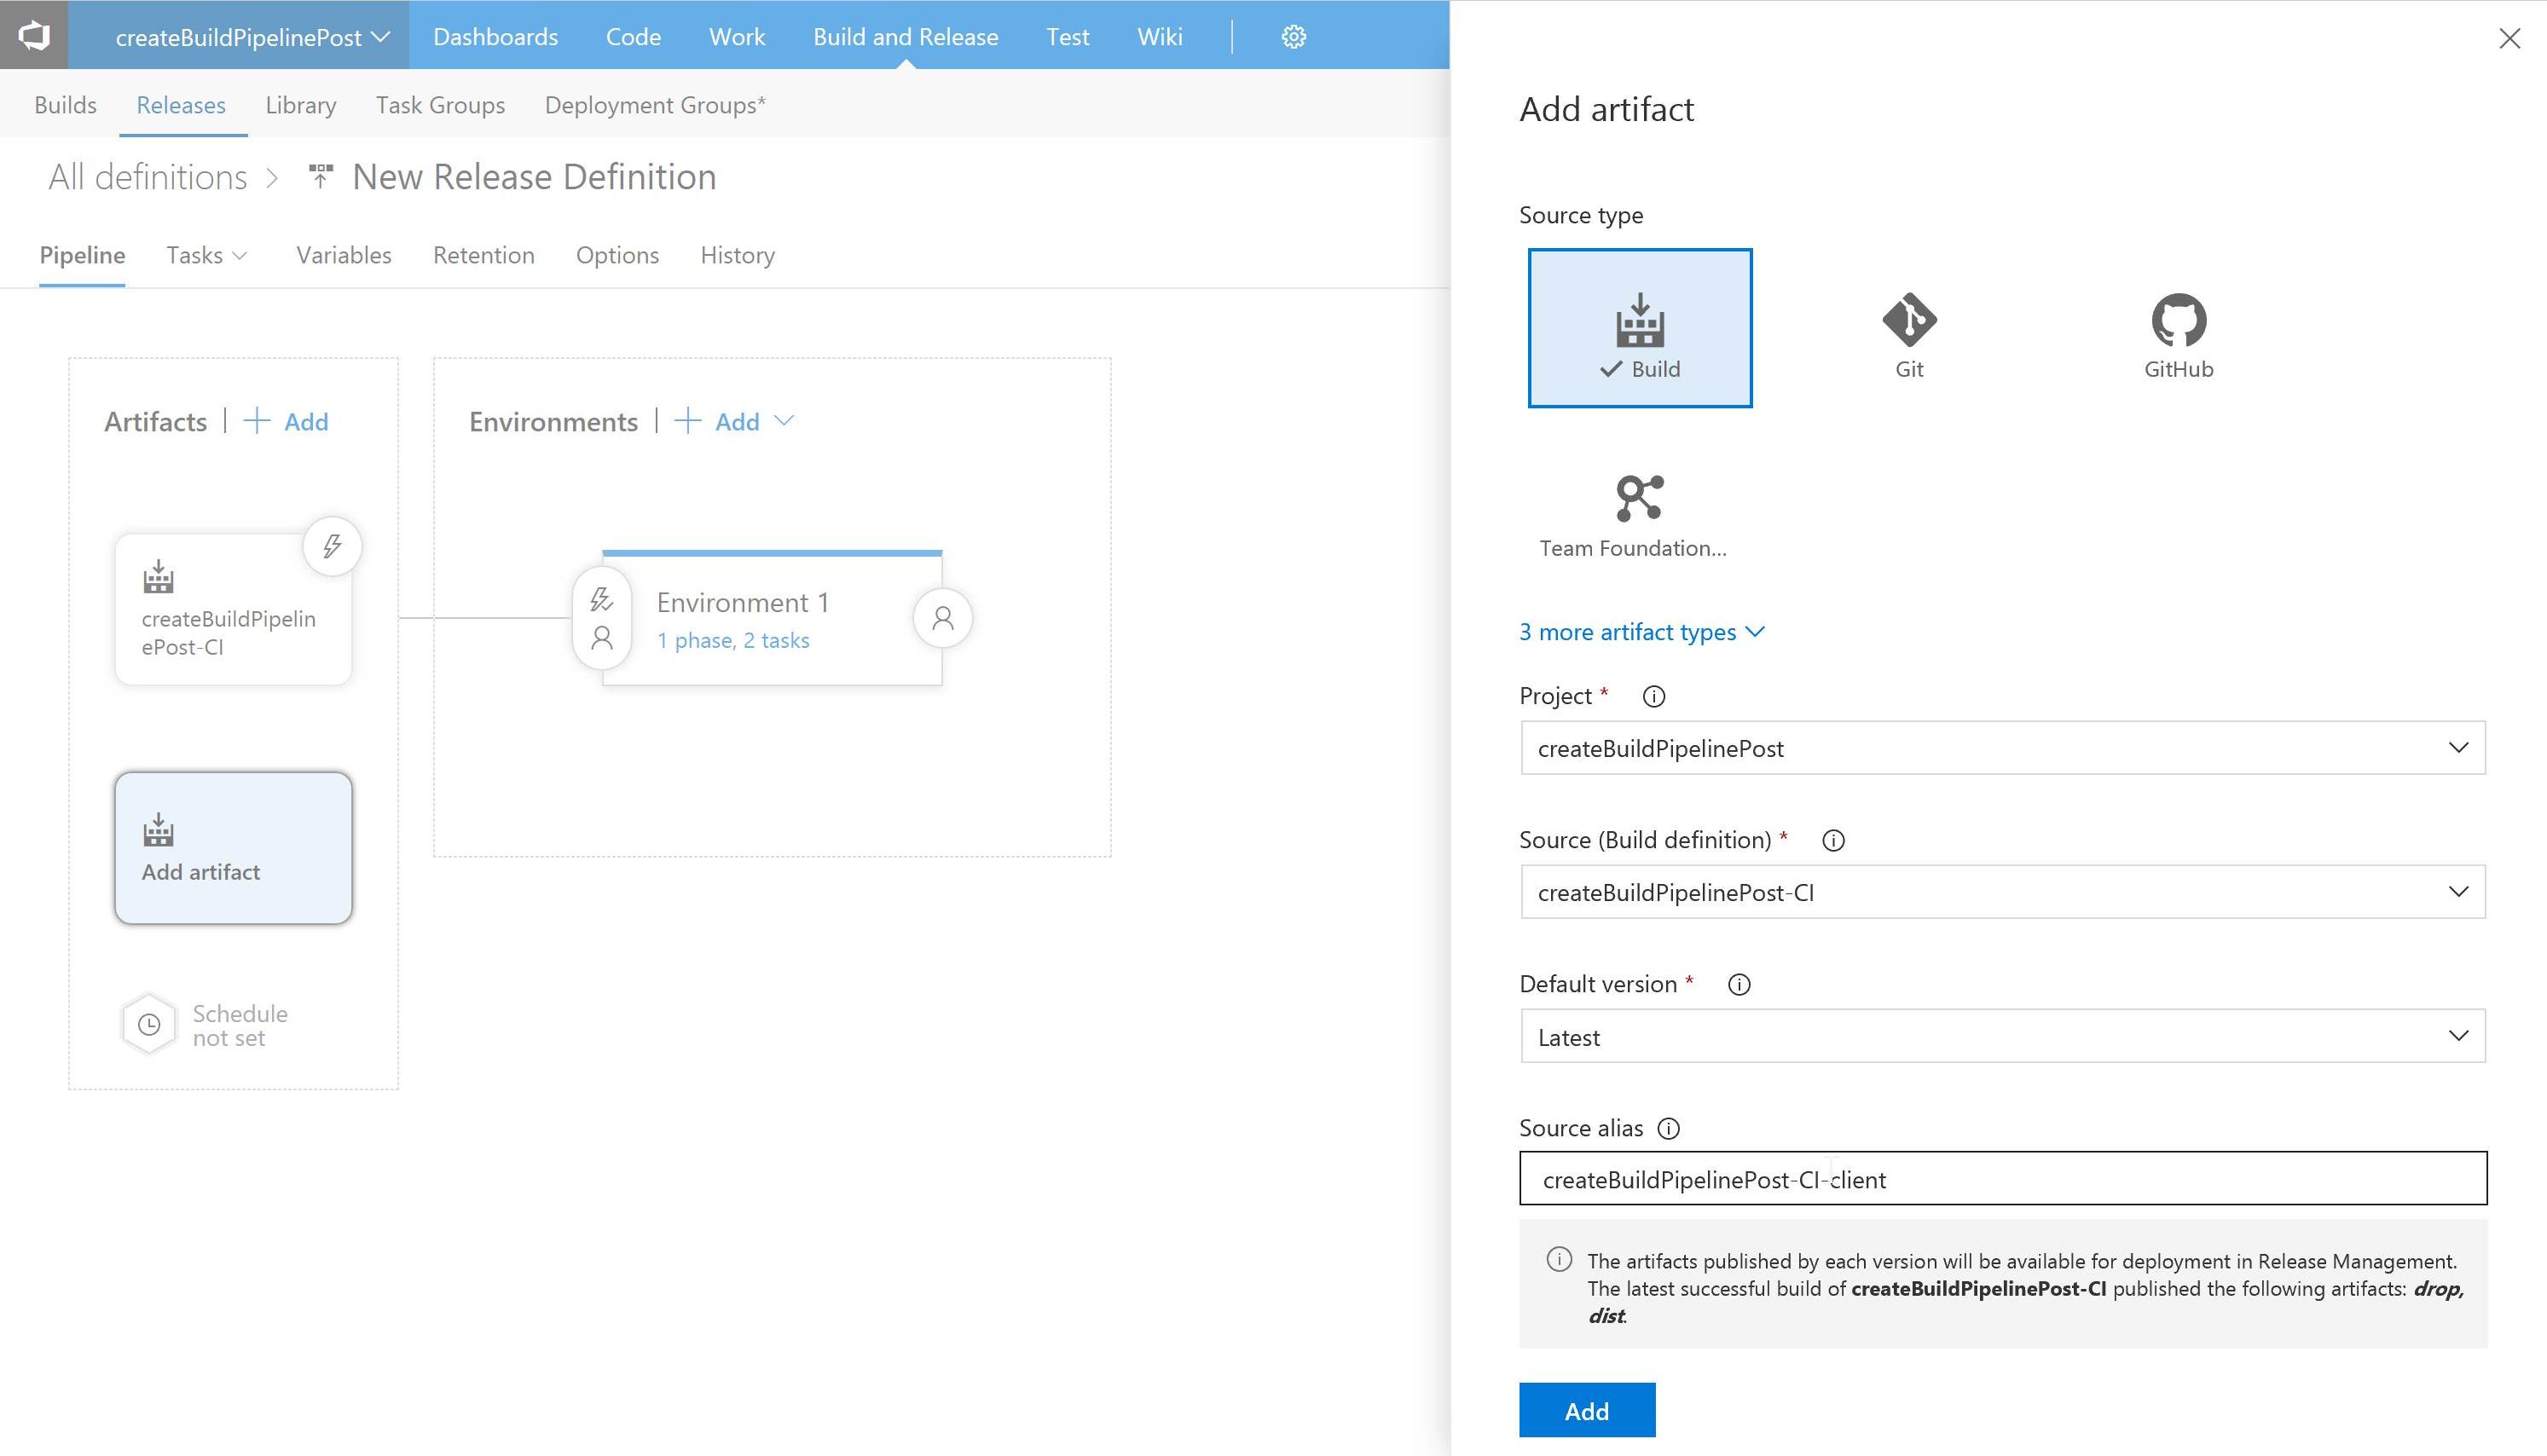 createBuildPipelinePost Dashboards Code Work Build and Release Test Wiki
Builds Releases Library Task Groups Deployment Groups*
All definitions > New Release Definition
Pipeline Tasks Variables Retention Options History
Artifacts | + Add
createBuildPipelin
ePost-CI
Add artifact
Schedule
not set
Environments | + Add
Environment 1
1 phase, 2 tasks
Add artifact
Source type
Build
Git
GitHub
Team Foundation...
3 more artifact types
Project *
createBuildPipelinePost
Source (Build definition) *
createBuildPipelinePost-CI
Default version *
Latest
Source alias
createBuildPipelinePost-CI-client
The artifacts published by each version will be available for deployment in Release Management.
The latest successful build of createBuildPipelinePost-CI published the following artifacts: drop,
dist.
Add